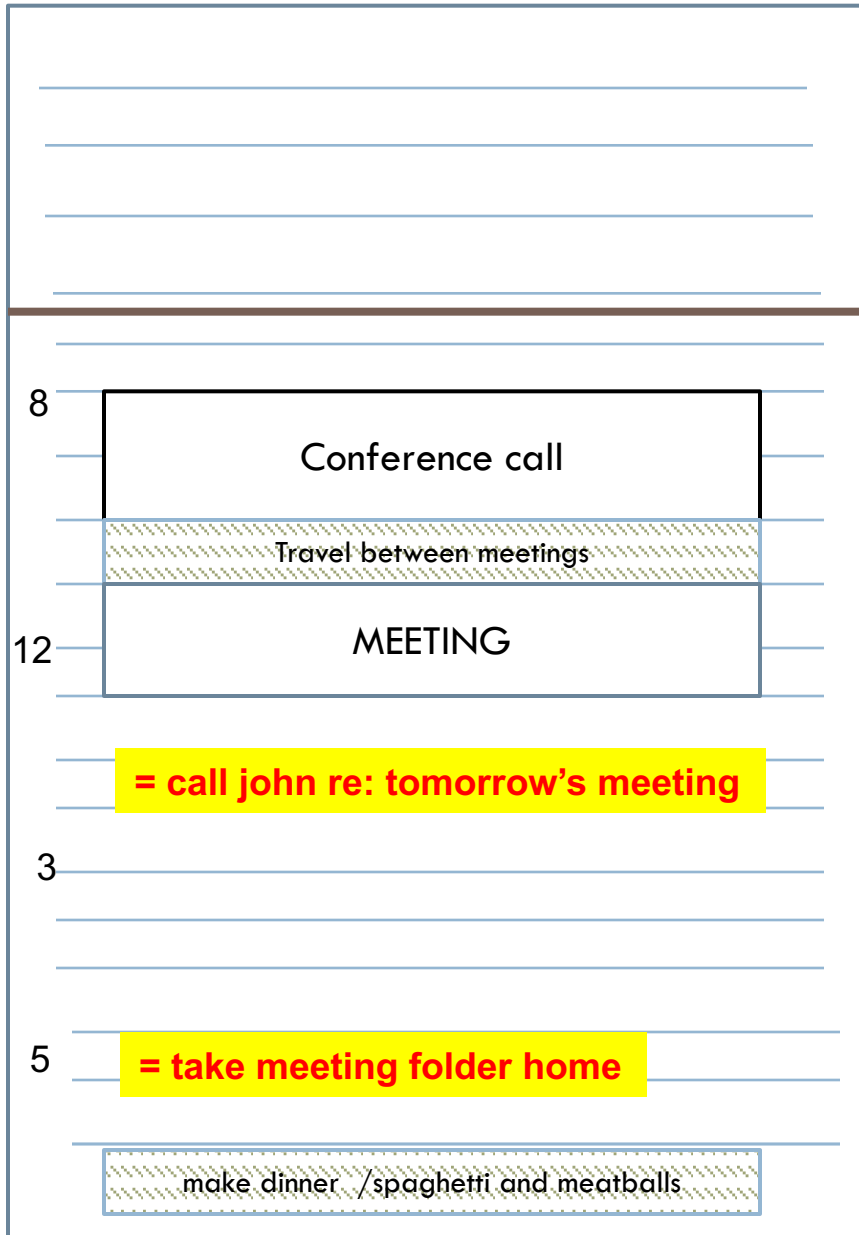 8
Conference call
Travel between meetings
12
MEETING
= call john re: tomorrow’s meeting
3
5
= take meeting folder home
make dinner /spaghetti and meatballs